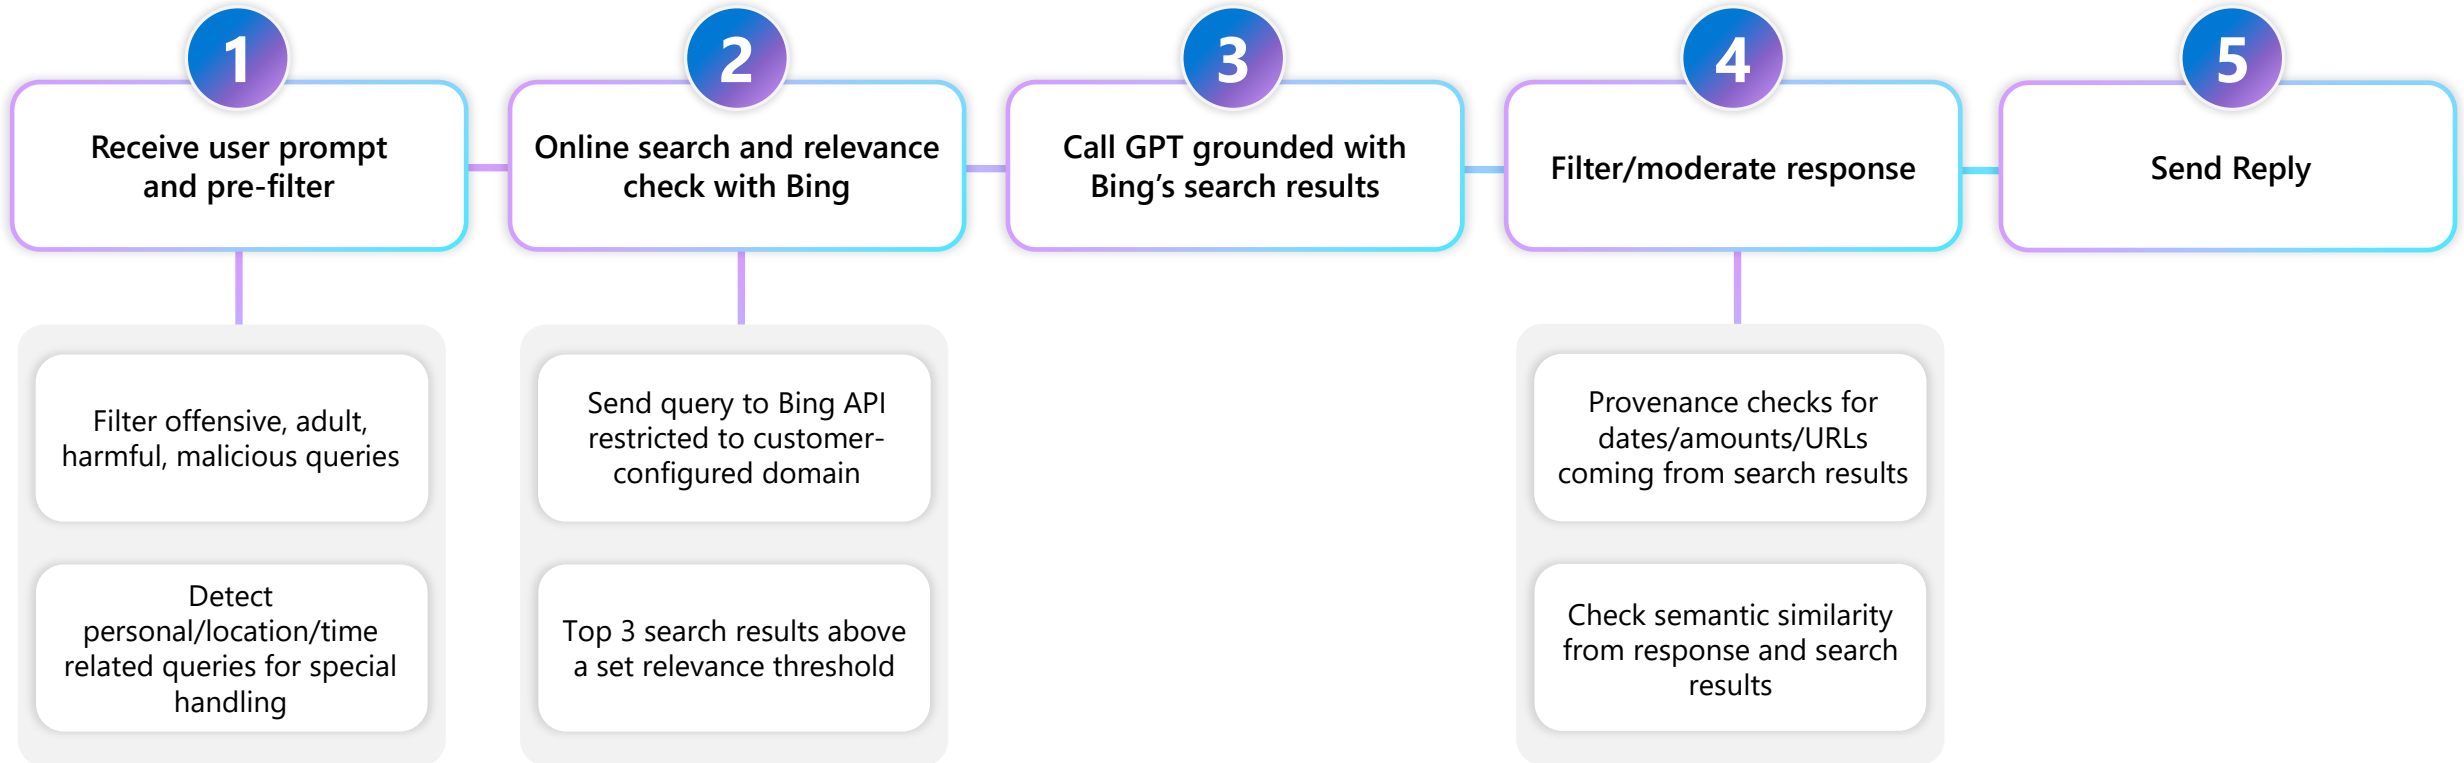 1
Receive user prompt
and pre-filter
Filter offensive, adult,
harmful, malicious queries
Detect
personal/location/time
related queries for special
handling
2
Online search and relevance
check with Bing
Send query to Bing API
restricted to customer-
configured domain
Top 3 search results above
a set relevance threshold
3
Call GPT grounded with
Bing’s search results
4
Filter/moderate response
Provenance checks for
dates/amounts/URLs
coming from search results
Check semantic similarity
from response and search
results
5
Send Reply